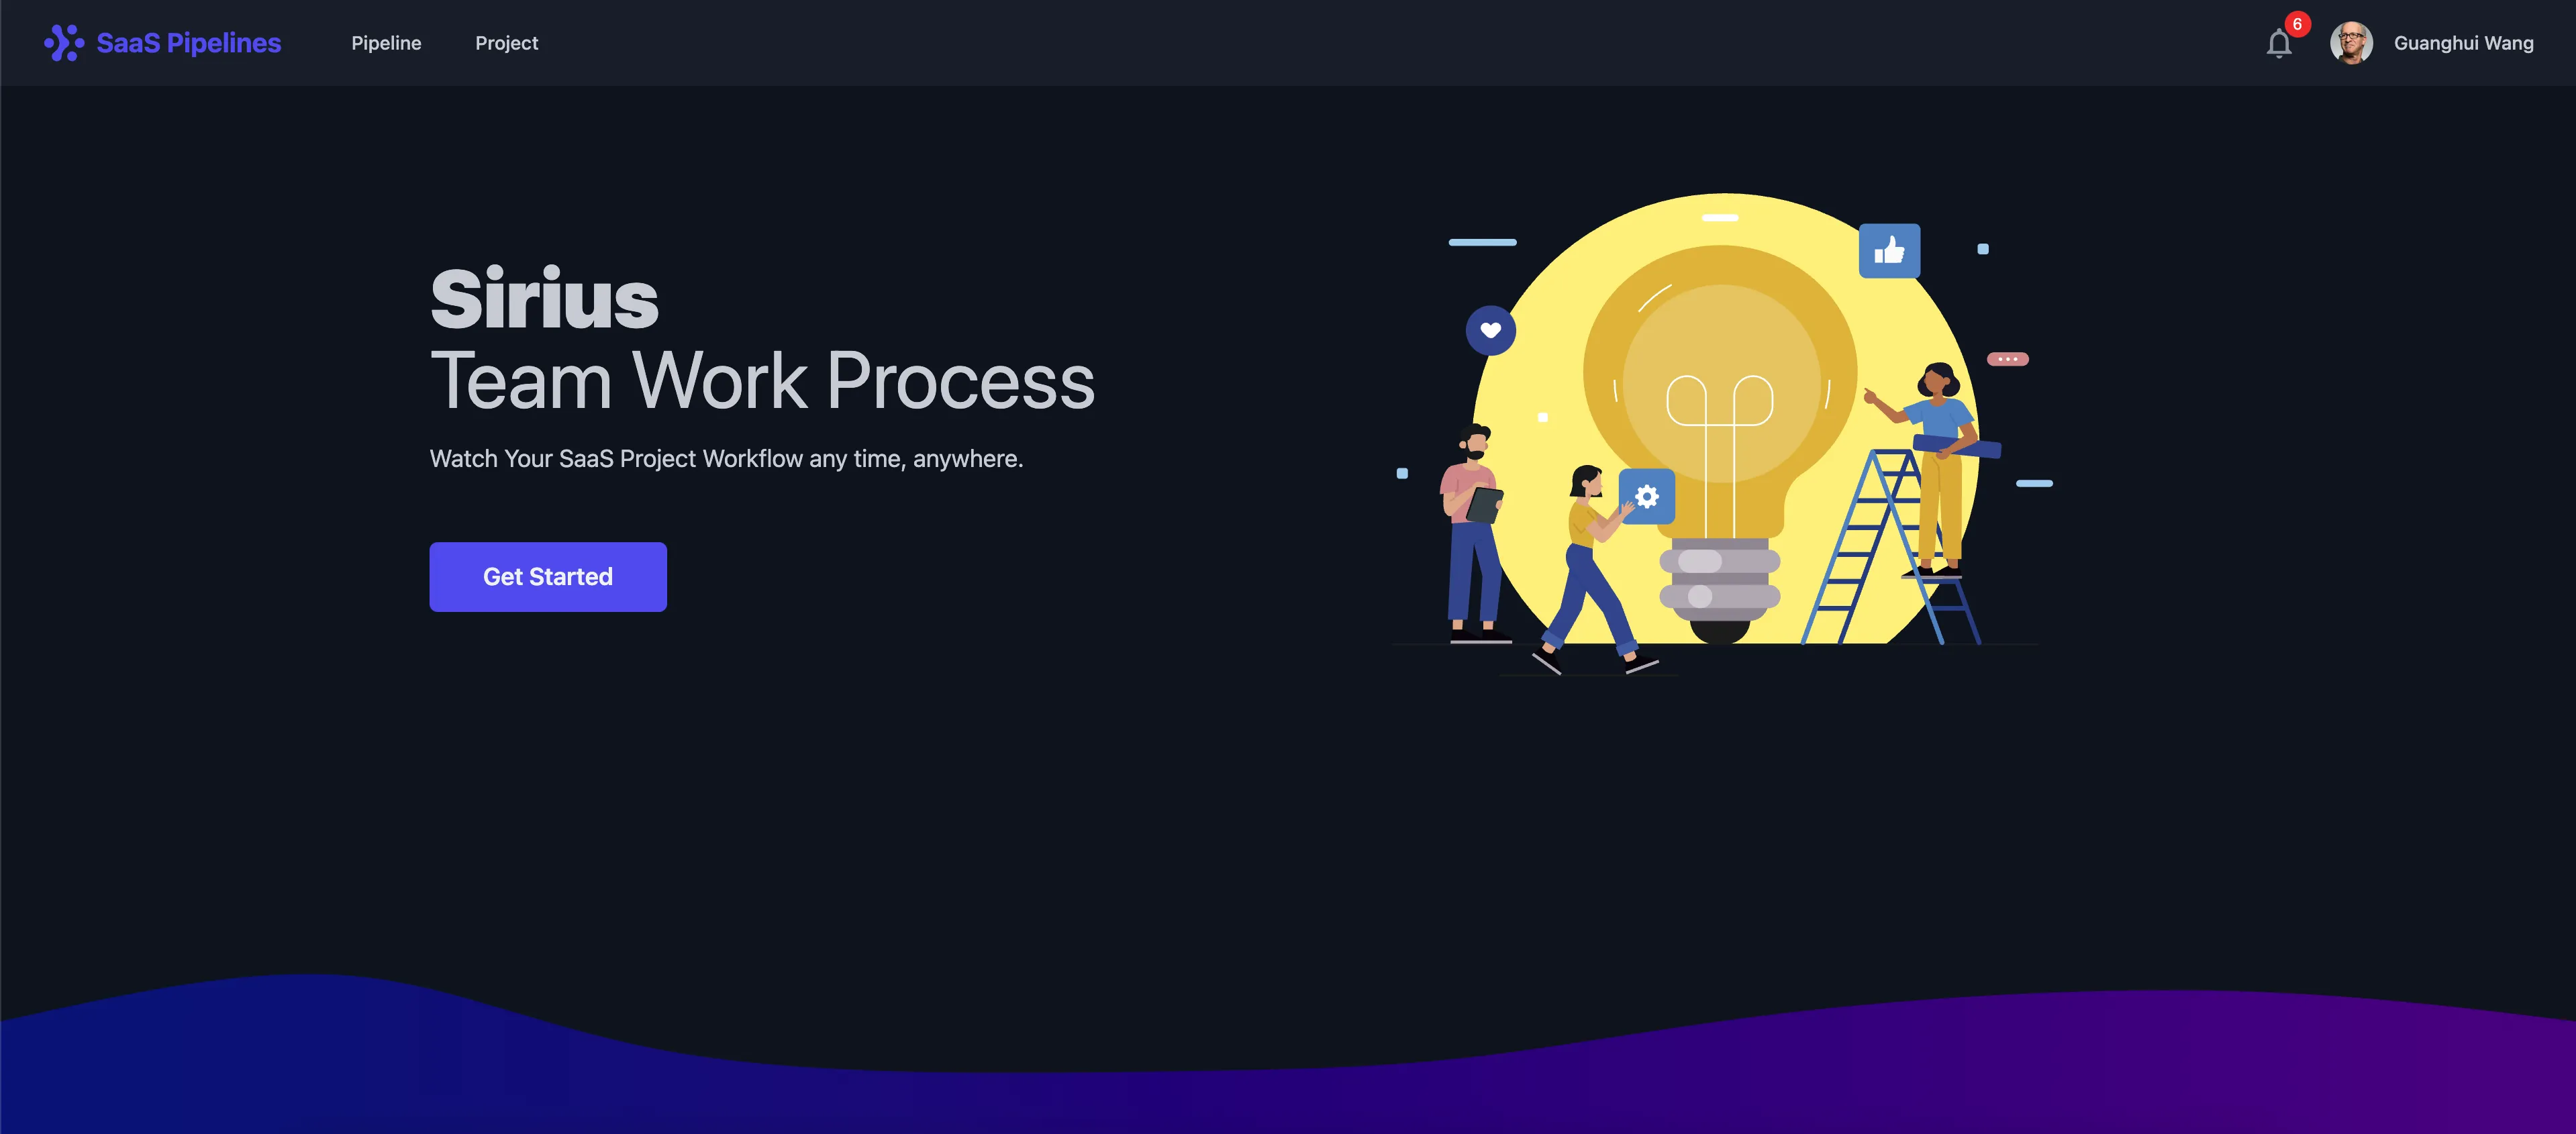 SaaS Pipelines
Pipeline
Project
6
Guanghui Wang
Sirius
Team Work Process
Watch Your SaaS Project Workflow any time, anywhere.
Get Started